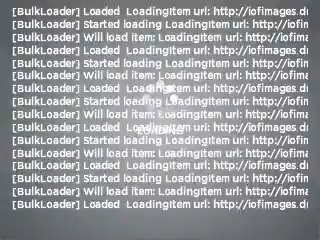 [BulkLoader] Loaded LoadingItem url: http://iofimages.d
[BulkLoader] Started loading LoadingItem url: http://iofi
[BulkLoader] Will load item: LoadingItem url: http://iofima
[BulkLoader] Loaded LoadingItem url: http://iofimages.d
[BulkLoader] Started loading LoadingItem url: http://iofi
[BulkLoader] Will load item: LoadingItem url: http://iofima
[BulkLoader] Loaded LoadingItem url: http://iofimages.d
[BulkLoader] Started loading LoadingItem url: http://iofi
[BulkLoader] Will load item: LoadingItem url: http://iofima
[BulkLoader] Loaded LoadingItem url: http://iofimages.d
[BulkLoader] Started loading LoadingItem url: http://iofi
[BulkLoader] Will load item: LoadingItem url: http://iofima
[BulkLoader] Loaded LoadingItem url: http://iofimages.d
[BulkLoader] Started loading LoadingItem url: http://iofi
[BulkLoader] Will load item: LoadingItem url: http://iofima
[BulkLoader] Loaded LoadingItem url: http://iofimages.d